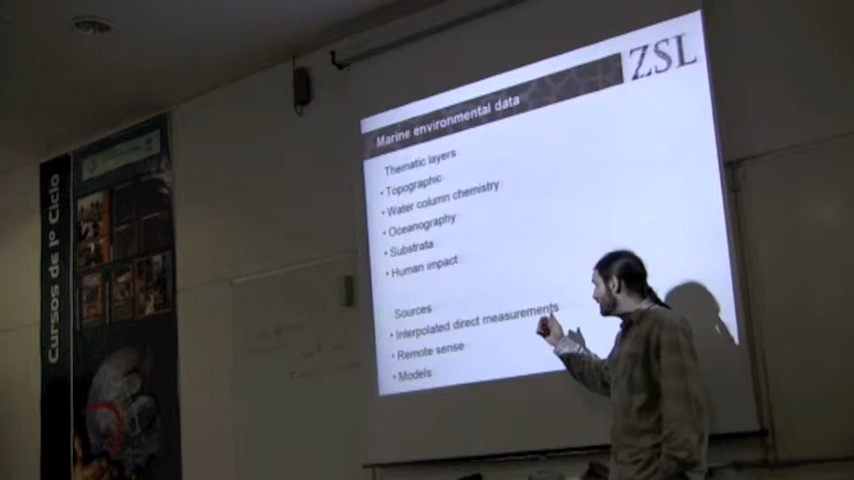 ZSL
Marine environmental data
Thematic layers
• Topographic
• Water column chemistry
• Oceanography
• Substrata
• Human impact
Sources
• Interpolated direct measurements
• Remote sense
• Models
Cursos de 1º Ciclo